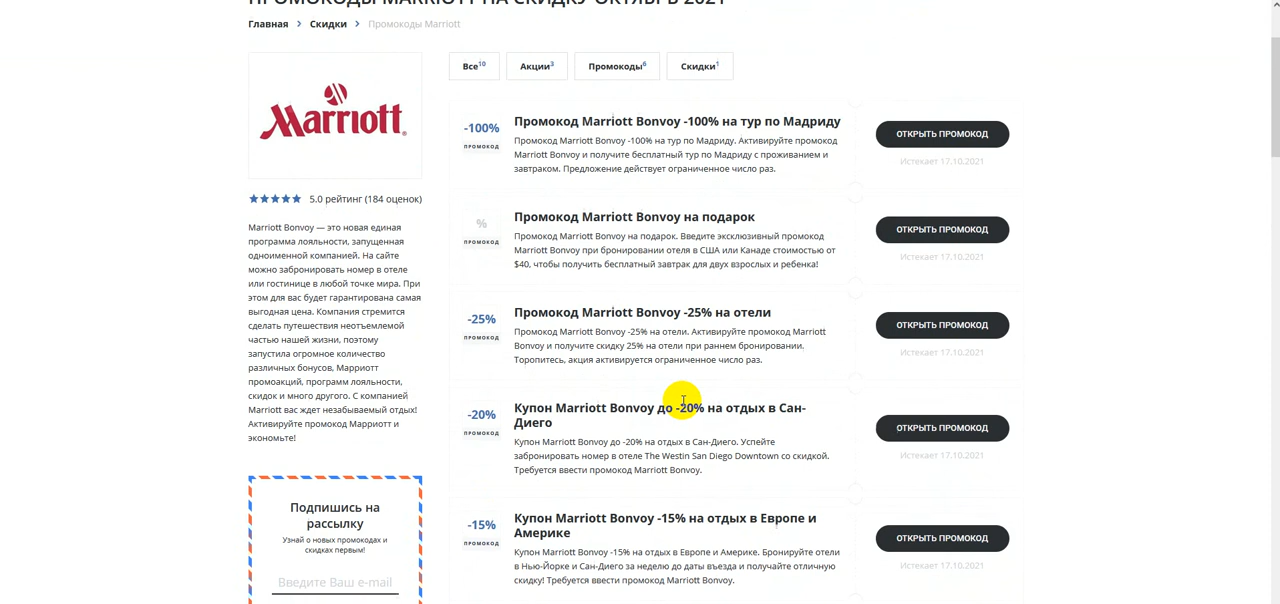 ПРОМОКОДЫ MARRIOTT НА СКИДКУ ОКТЯБРЬ 2021
Главная > Скидки > Промокоды Marriott
Marriott®
5.0 рейтинг (184 оценок)
Marriott Bonvoy — это новая единая
программа лояльности, запущенная
одноименной компанией. На сайте
можно забронировать номер в отеле
или гостинице в любой точке мира. При
этом для вас будет гарантирована самая
выгодная цена. Компания стремится
сделать путешествия неотъемлемой
частью нашей жизни, поэтому
запустила огромное количество
различных бонусов, Марриотт
промоакций, программ лояльности,
скидок и много другого. С компанией
Marriott вас ждет незабываемый отдых!
Активируйте промокод Марриотт и
экономьте!
Подпишись на
рассылку
Узнай о новых промокодах и
скидках первым!
Введите Ваш e-mail
Все10 Акции3 Промокоды6 Скидки1
-100%
ПРОМОКОД
Промокод Marriott Bonvoy -100% на тур по Мадриду
Промокод Marriott Bonvoy -100% на тур по Мадриду. Активируйте промокод
Marriott Bonvoy и получите бесплатный тур по Мадриду с проживанием и
завтраком. Предложение действует ограниченное число раз.
ОТКРЫТЬ ПРОМОКОД
Истекает 17.10.2021
%
ПРОМОКОД
Промокод Marriott Bonvoy на подарок
Промокод Marriott Bonvoy на подарок. Введите эксклюзивный промокод
Marriott Bonvoy при бронировании отеля в США или Канаде стоимостью от
$40, чтобы получить бесплатный завтрак для двух взрослых и ребенка!
ОТКРЫТЬ ПРОМОКОД
Истекает 17.10.2021
-25%
ПРОМОКОД
Промокод Marriott Bonvoy -25% на отели
Промокод Marriott Bonvoy -25% на отели. Активируйте промокод Marriott
Bonvoy и получите скидку 25% на отели при раннем бронировании.
Торопитесь, акция активируется ограниченное число раз.
ОТКРЫТЬ ПРОМОКОД
Истекает 17.10.2021
-20%
ПРОМОКОД
Купон Marriott Bonvoy до -20% на отдых в Сан-
Диего
Купон Marriott Bonvoy до -20% на отдых в Сан-Диего. Успейте
забронировать номер в отеле The Westin San Diego Downtown со скидкой.
Требуется ввести промокод Marriott Bonvoy.
ОТКРЫТЬ ПРОМОКОД
Истекает 17.10.2021
-15%
ПРОМОКОД
Купон Marriott Bonvoy -15% на отдых в Европе и
Америке
Купон Marriott Bonvoy -15% на отдых в Европе и Америке. Бронируйте отели
в Нью-Йорке и Сан-Диего за неделю до даты въезда и получайте отличную
скидку! Требуется ввести промокод Marriott Bonvoy.
ОТКРЫТЬ ПРОМОКОД
Истекает 17.10.2021